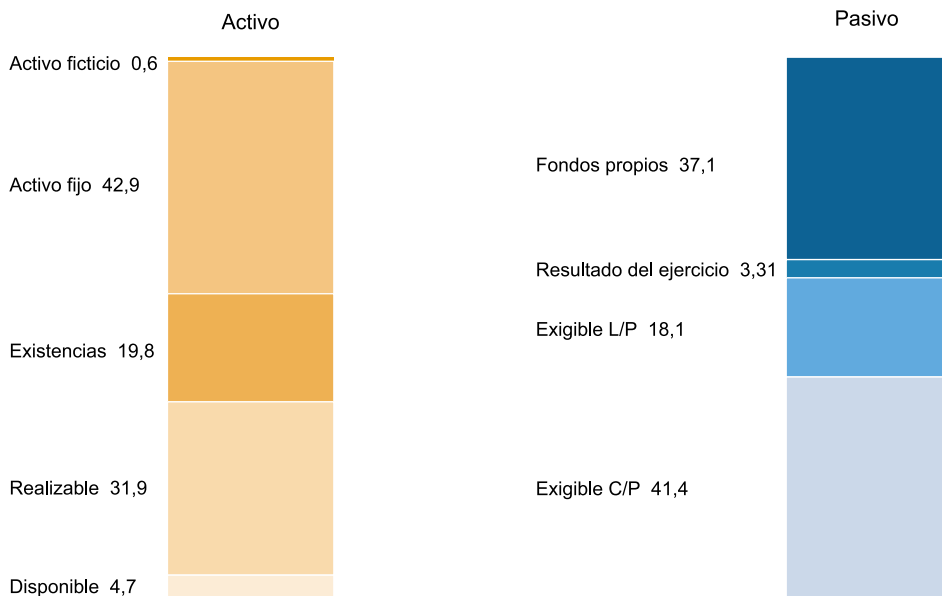 Activo
Activo ficticio 0,6
Activo fijo 42,9
Existencias 19,8
Realizable 31,9
Disponible 4,7
Pasivo
Fondos propios 37,1
Resultado del ejercicio 3,31
Exigible L/P 18,1
Exigible C/P 41,4